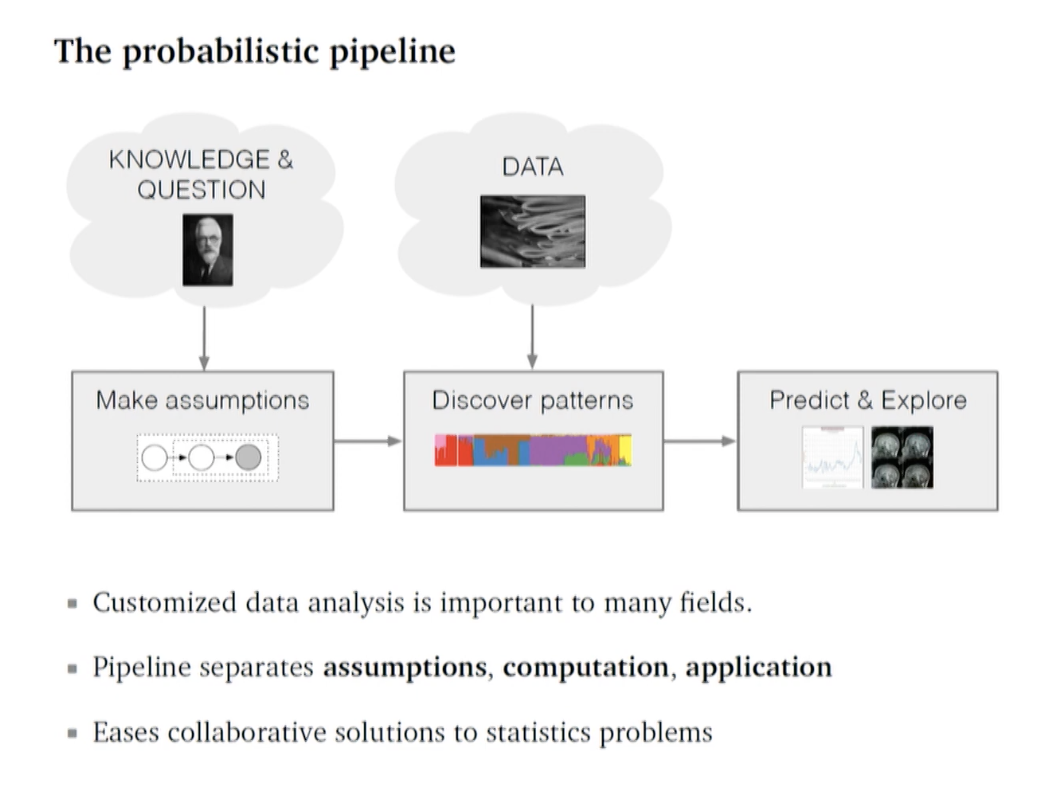 The probabilistic pipeline
KNOWLEDGE &
QUESTION
DATA
Make assumptions
Discover patterns
Predict & Explore
Customized data analysis is important to many fields.
Pipeline separates assumptions, computation, application
Eases collaborative solutions to statistics problems